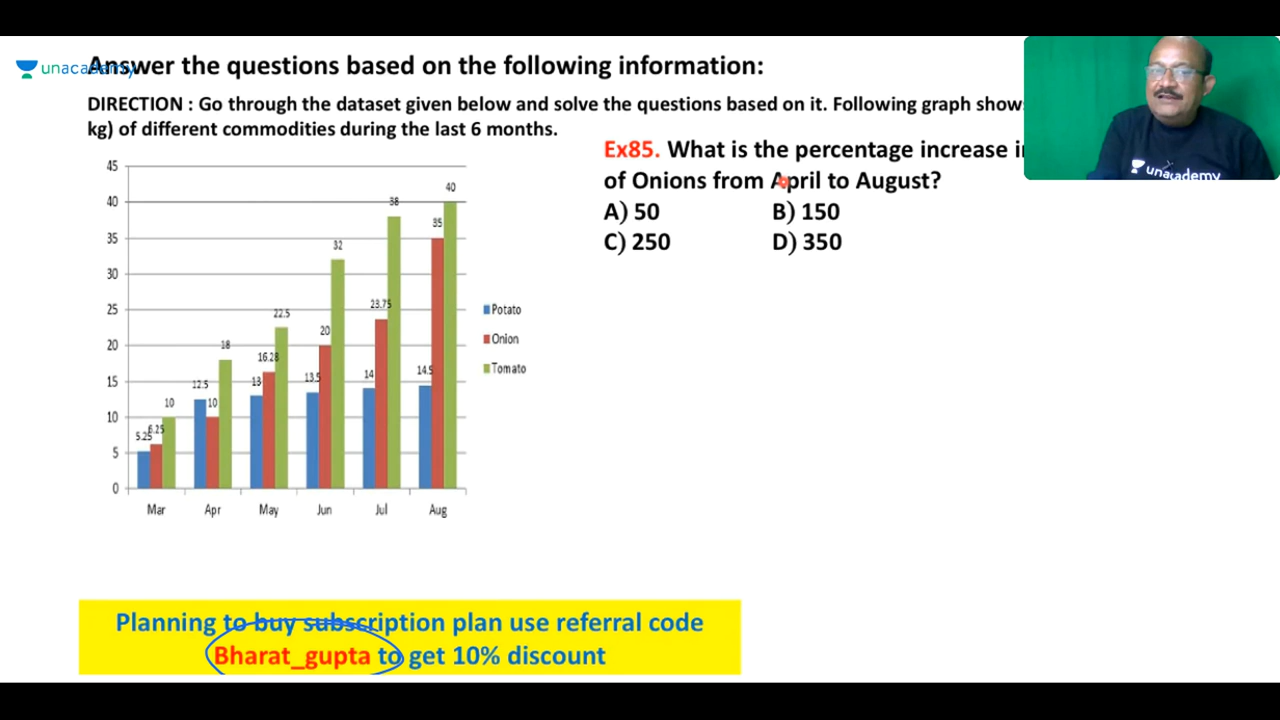 unacademy
Answer the questions based on the following information:
DIRECTION : Go through the dataset given below and solve the questions based on it. Following graph shows
kg) of different commodities during the last 6 months.
Ex85. What is the percentage increase in
of Onions from April to August?
A) 50 B) 150
C) 250 D) 350
unacademy
45
40
35
30
25
20
15
10
5
0
5.25 6.25 10
12.5 10 18
13 16.28 22.5
13.5 20 32
14 23.75 38
14.5 35 40
Mar Apr May Jun Jul Aug
Potato
Onion
Tomato
Planning to buy subscription plan use referral code
Bharat_gupta to get 10% discount